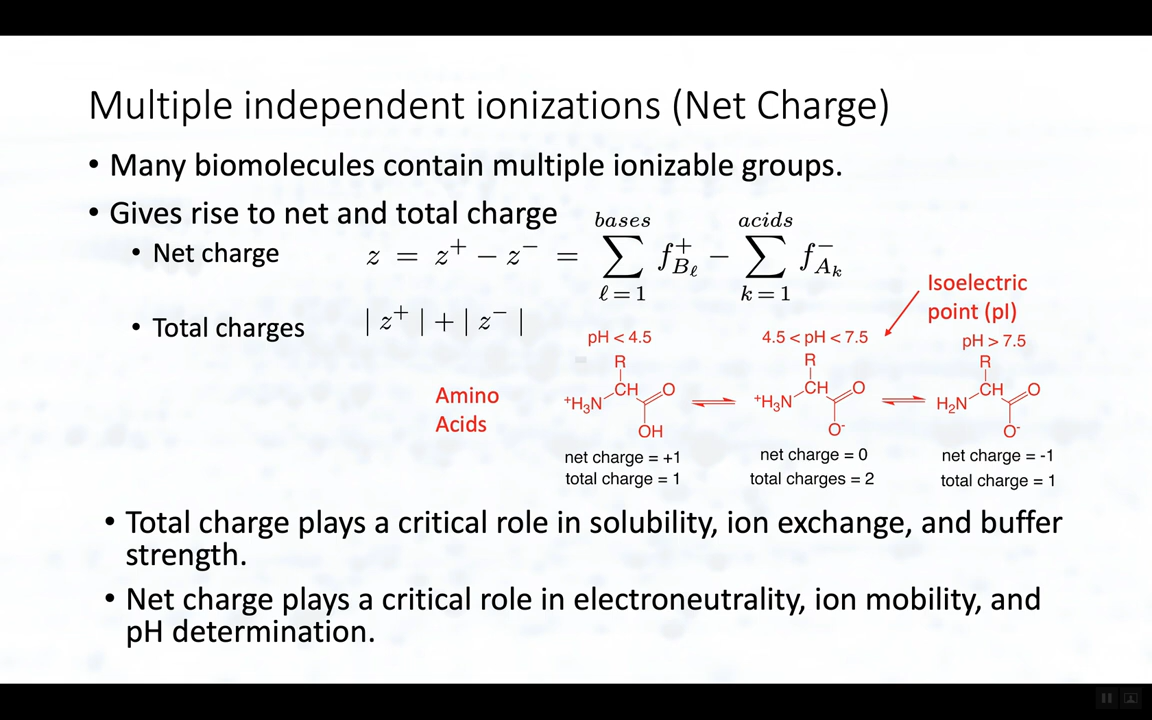 Multiple independent ionizations (Net Charge)
• Many biomolecules contain multiple ionizable groups.
• Gives rise to net and total charge
• Net charge z = z⁺ − z⁻ = ∑_{ℓ=1}^{bases} f⁺_{B_ℓ} − ∑_{k=1}^{acids} f⁻_{A_k}
• Total charges | z⁺ | + | z⁻ |
Isoelectric
point (pI)
Amino
Acids
pH < 4.5
R
CH
O
⁺H₃N
OH
net charge = +1
total charge = 1
4.5 < pH < 7.5
R
CH
O
⁺H₃N
O⁻
net charge = 0
total charges = 2
pH > 7.5
R
CH
O
H₂N
O⁻
net charge = -1
total charge = 1
• Total charge plays a critical role in solubility, ion exchange, and buffer
strength.
• Net charge plays a critical role in electroneutrality, ion mobility, and
pH determination.